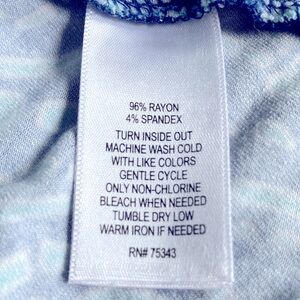 96% RAYON
4% SPANDEX
TURN INSIDE OUT
MACHINE WASH COLD
WITH LIKE COLORS
GENTLE CYCLE
ONLY NON-CHLORINE
BLEACH WHEN NEEDED
TUMBLE DRY LOW
WARM IRON IF NEEDED
RN# 75343